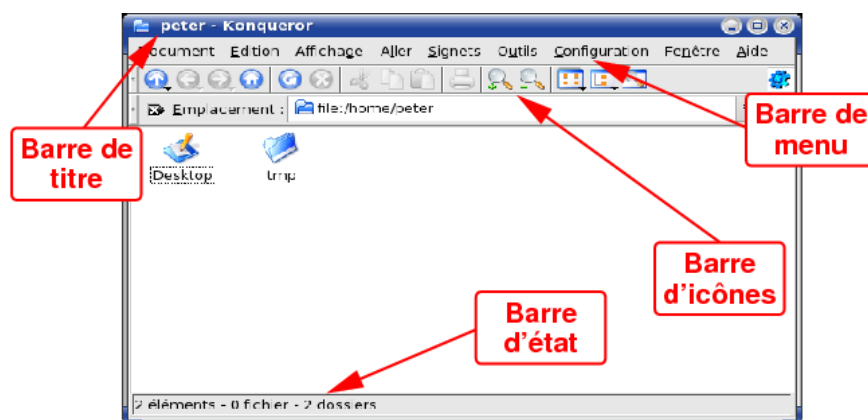 peter - Konqueror
Document Edition Affichage Aller Signets Outils Configuration Fenêtre Aide
Emplacement : file:/home/peter
Barre de
titre
Barre de
menu
Desktop tmp
Barre
d'icônes
Barre
d'état
2 éléments - 0 fichier - 2 dossiers